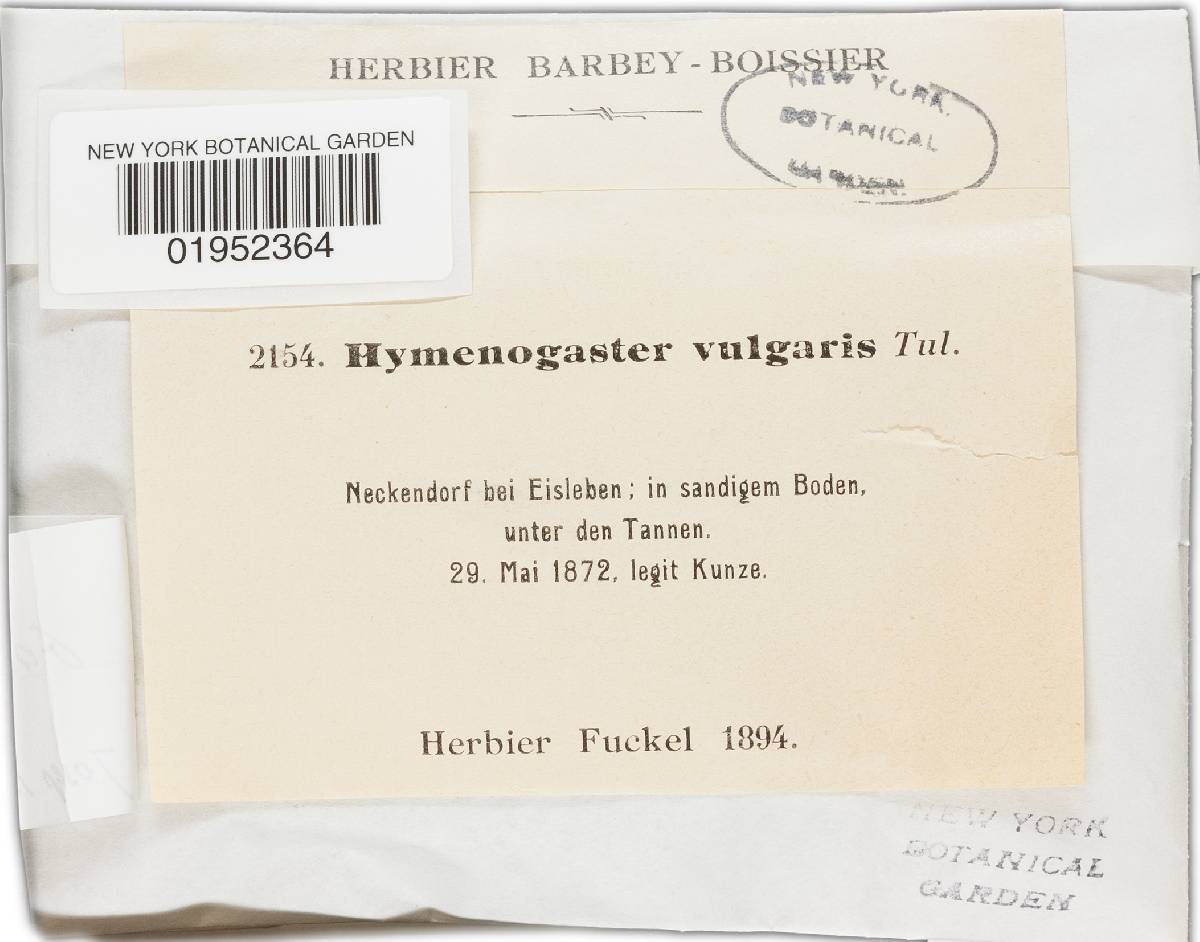 HERBIER BARBEY-BOISSIER
NEW YORK
BOTANICAL
GARDEN
NEW YORK BOTANICAL GARDEN
01952364
2154. Hymenogaster vulgaris Tul.
Neckendorf bei Eisleben; in sandigem Boden,
unter den Tannen.
29. Mai 1872, legit Kunze.
Herbier Fuckel 1894.
NEW YORK
BOTANICAL
GARDEN